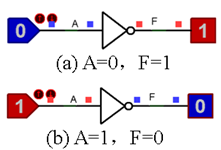 0 A F 1
(a) A=0，F=1
1 A F 0
(b) A=1，F=0